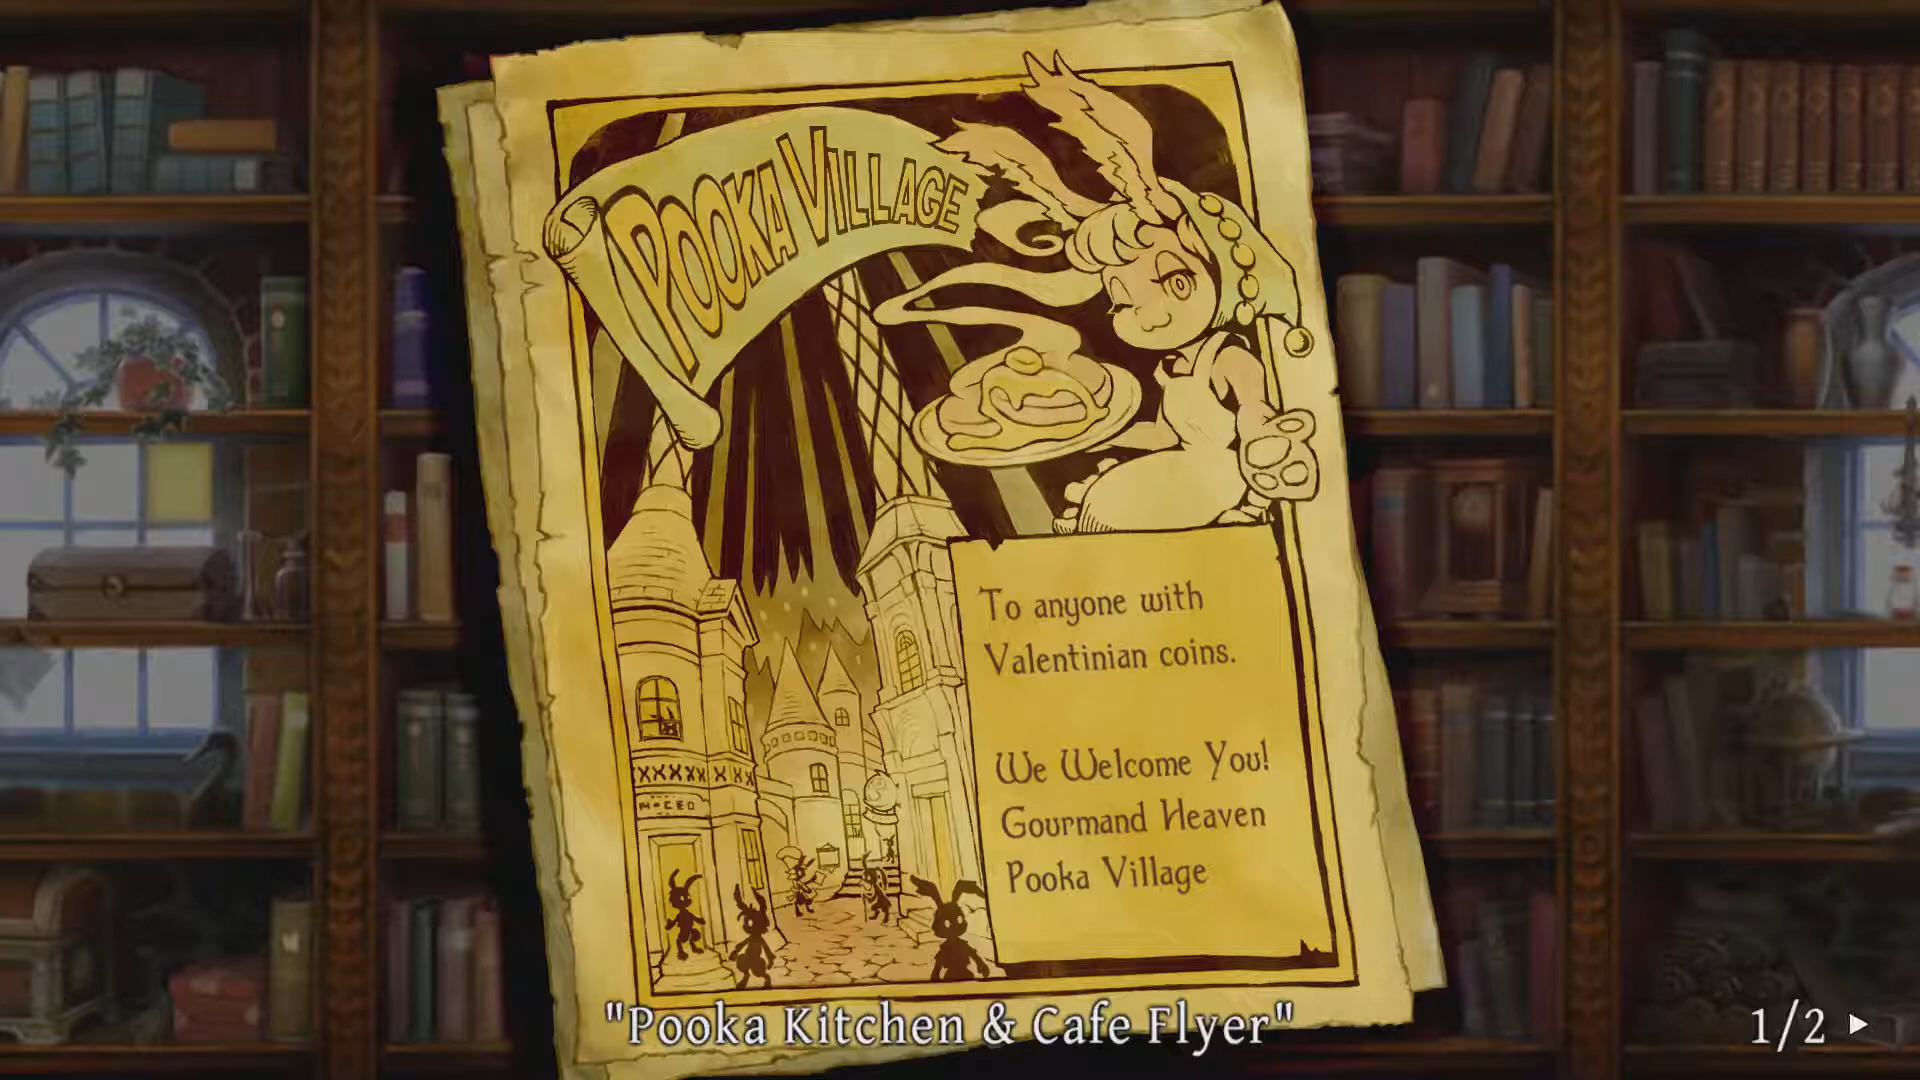 POOKA VILLAGE
To anyone with
Valentinian coins.
We Welcome You!
Gourmand Heaven
Pooka Village
"Pooka Kitchen & Cafe Flyer"
1/2